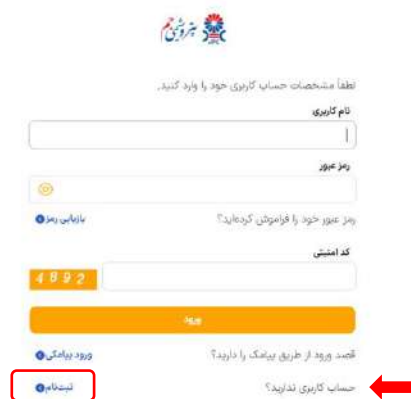 پتروشیمی جم
لطفاً مشخصات حساب کاربری خود را وارد کنید.
نام کاربری
رمز عبور
رمز عبور خود را فراموش کرده‌اید؟ بازیابی رمز
کد امنیتی
4892
ورود
قصد ورود از طریق پیامک را دارید؟ ورود پیامکی
حساب کاربری ندارید؟ ثبت‌نام